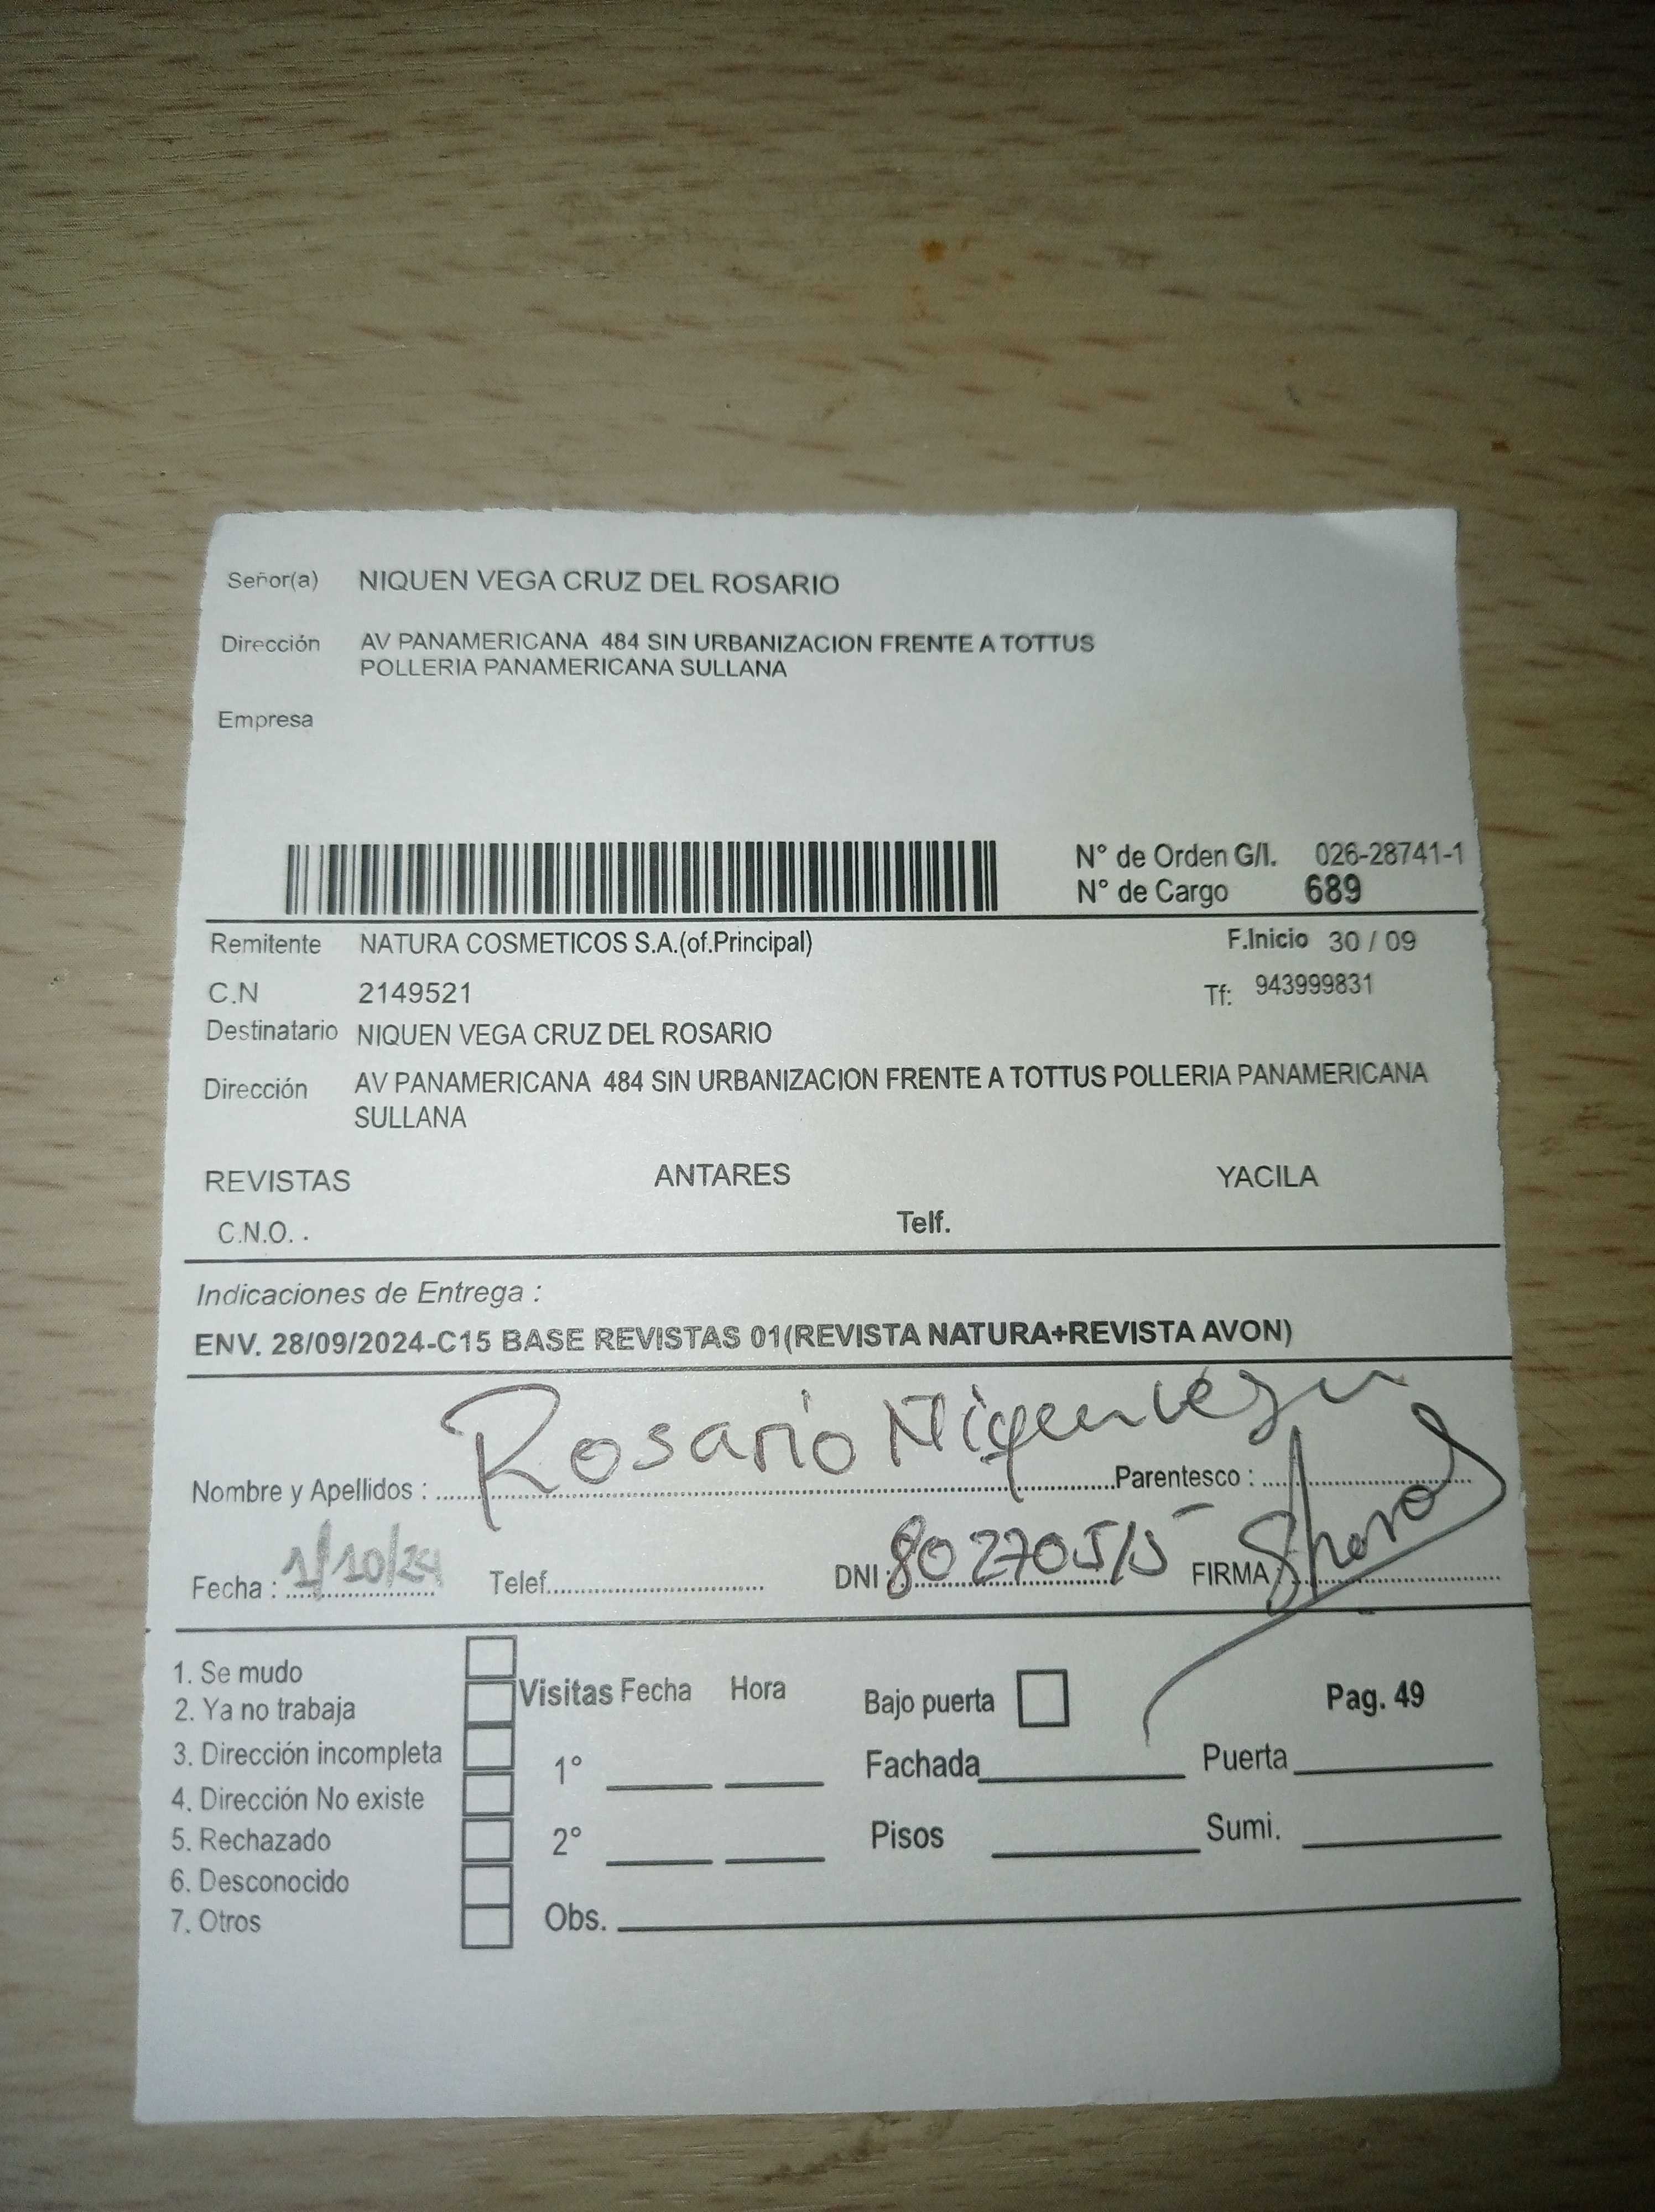 Señor(a) NIQUEN VEGA CRUZ DEL ROSARIO
Dirección AV PANAMERICANA 484 SIN URBANIZACION FRENTE A TOTTUS
POLLERIA PANAMERICANA SULLANA
Empresa
N° de Orden G/I. 026-28741-1
N° de Cargo 689
Remitente NATURA COSMETICOS S.A.(of.Principal) F.Inicio 30 / 09
C.N 2149521 Tf: 943999831
Destinatario NIQUEN VEGA CRUZ DEL ROSARIO
Dirección AV PANAMERICANA 484 SIN URBANIZACION FRENTE A TOTTUS POLLERIA PANAMERICANA
SULLANA
REVISTAS ANTARES YACILA
C.N.O. . Telf.
Indicaciones de Entrega :
ENV. 28/09/2024-C15 BASE REVISTAS 01(REVISTA NATURA+REVISTA AVON)
Nombre y Apellidos : Rosario Niquen Vega Parentesco :
Fecha : 1/10/24 Telef. DNI: 80270515 FIRMA
1. Se mudo
2. Ya no trabaja Visitas Fecha Hora Bajo puerta Pag. 49
3. Dirección incompleta 1° Fachada Puerta
4. Dirección No existe
5. Rechazado 2° Pisos Sumi.
6. Desconocido
7. Otros Obs.